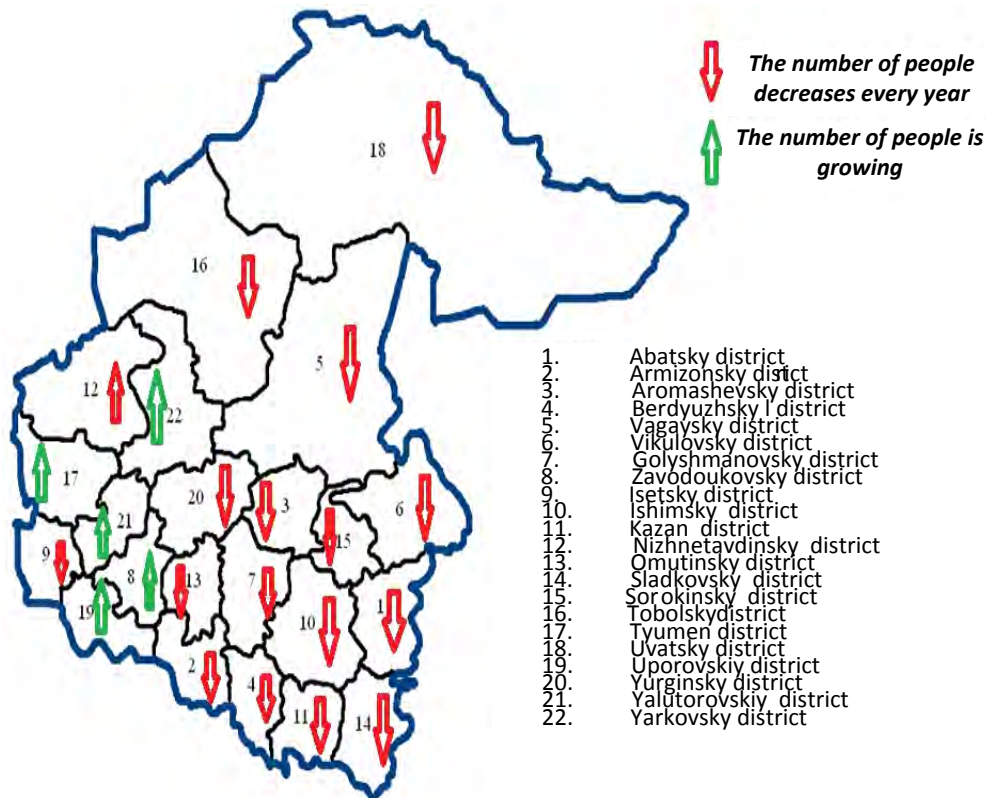 The number of people
decreases every year
The number of people is
growing
18
16
5
12
22
17
20
3
6
21
15
9
8
13
7
19
10
1
2
4
11
14
1. Abatsky district
2. Armizonsky district
3. Aromashevsky district
4. Berdyuzhsky l district
5. Vagaysky district
6. Vikulovsky district
7. Golyshmanovsky district
8. Zavodoukovsky district
9. Isetsky district
10. Ishimsky district
11. Kazan district
12. Nizhnetavdinsky district
13. Omutinsky district
14. Sladkovsky district
15. Sorokinsky district
16. Tobolskydistrict
17. Tyumen district
18. Uvatsky district
19. Uporovskiy district
20. Yurginsky district
21. Yalutorovskiy district
22. Yarkovsky district